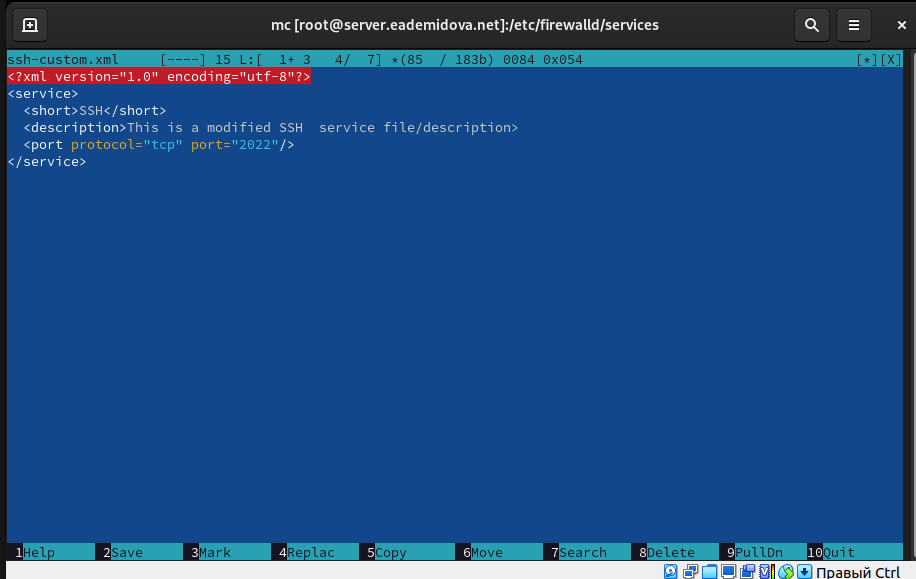 mc [root@server.eademidova.net]:/etc/firewalld/services
ssh-custom.xml     [----] 15 L:[  1+ 3   4/  7] *(85  / 183b) 0084 0x054     [*][X]
<?xml version="1.0" encoding="utf-8"?>
<service>
  <short>SSH</short>
  <description>This is a modified SSH  service file/description>
  <port protocol="tcp" port="2022"/>
</service>
1Help 2Save 3Mark 4Replac 5Copy 6Move 7Search 8Delete 9PullDn 10Quit
Правый Ctrl